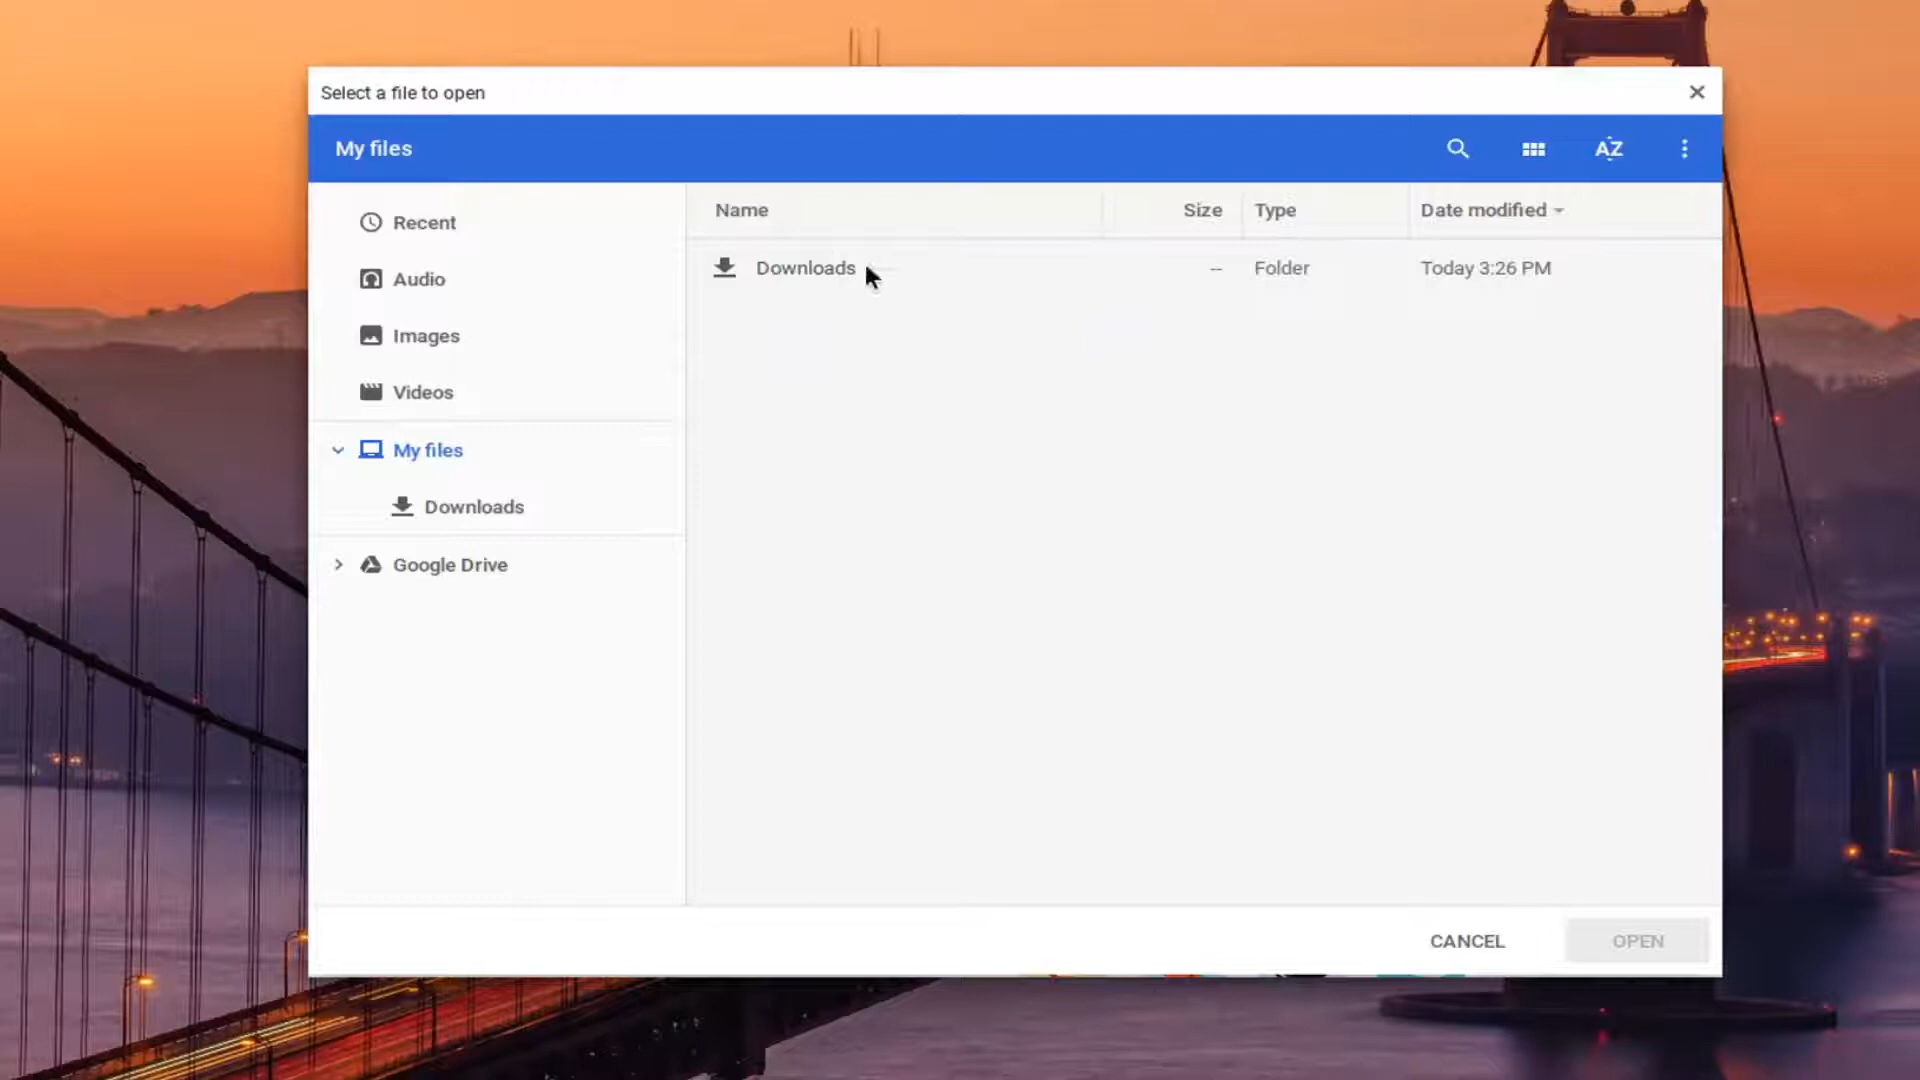 Select a file to open
My files
AZ
Recent
Audio
Images
Videos
My files
Downloads
Google Drive
Name Size Type Date modified
Downloads -- Folder Today 3:26 PM
CANCEL OPEN